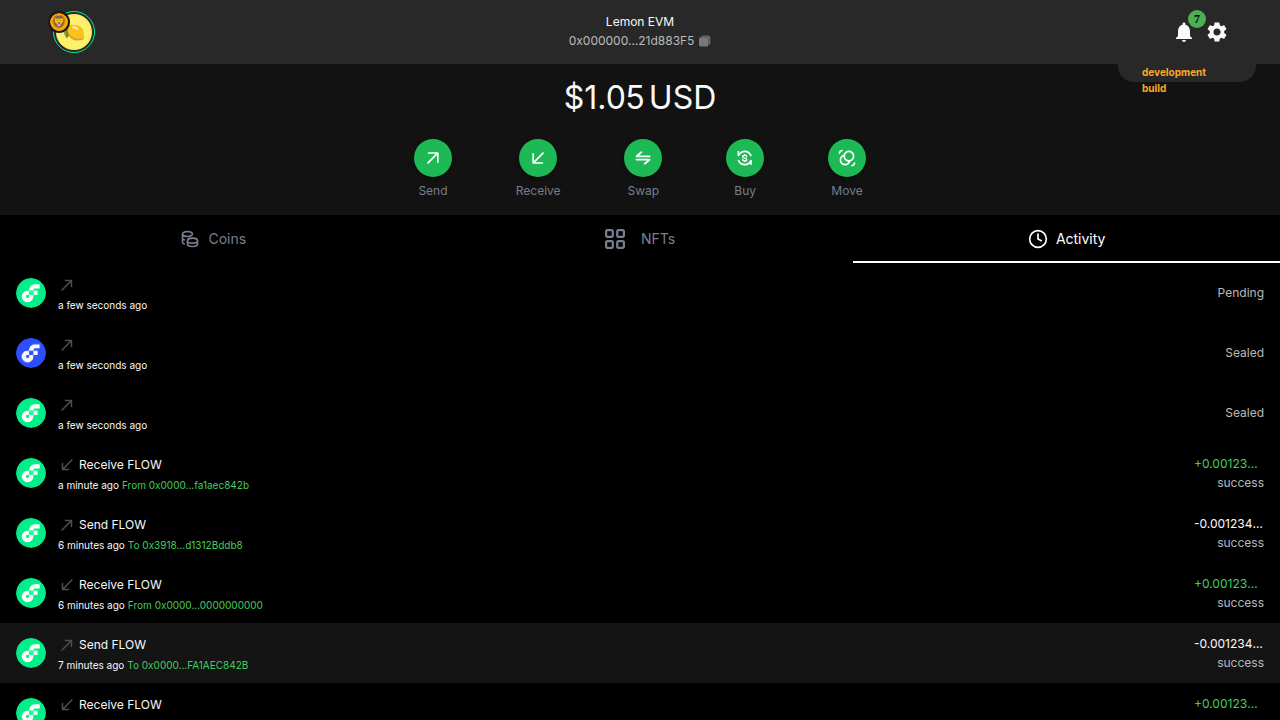 Lemon EVM
0x000000...21d883F5
7
development
build
$1.05 USD
Send
Receive
Swap
Buy
Move
Coins
NFTs
Activity
a few seconds ago
Pending
a few seconds ago
Sealed
a few seconds ago
Sealed
Receive FLOW
+0.00123...
a minute ago From 0x0000...fa1aec842b
success
Send FLOW
-0.001234...
6 minutes ago To 0x3918...d1312Bddb8
success
Receive FLOW
+0.00123...
6 minutes ago From 0x0000...0000000000
success
Send FLOW
-0.001234...
7 minutes ago To 0x0000...FA1AEC842B
success
Receive FLOW
+0.00123...